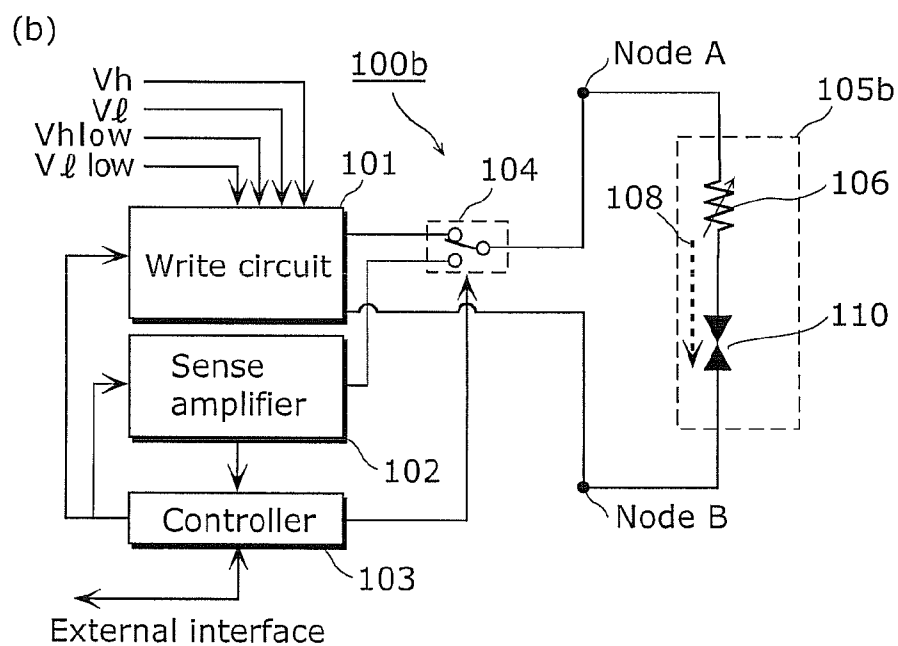 (b)
Vh
Vℓ
Vhlow
Vℓ low
100b
Node A
105b
101
104
106
108
Write circuit
110
Sense
amplifier
102
Controller
Node B
103
External interface